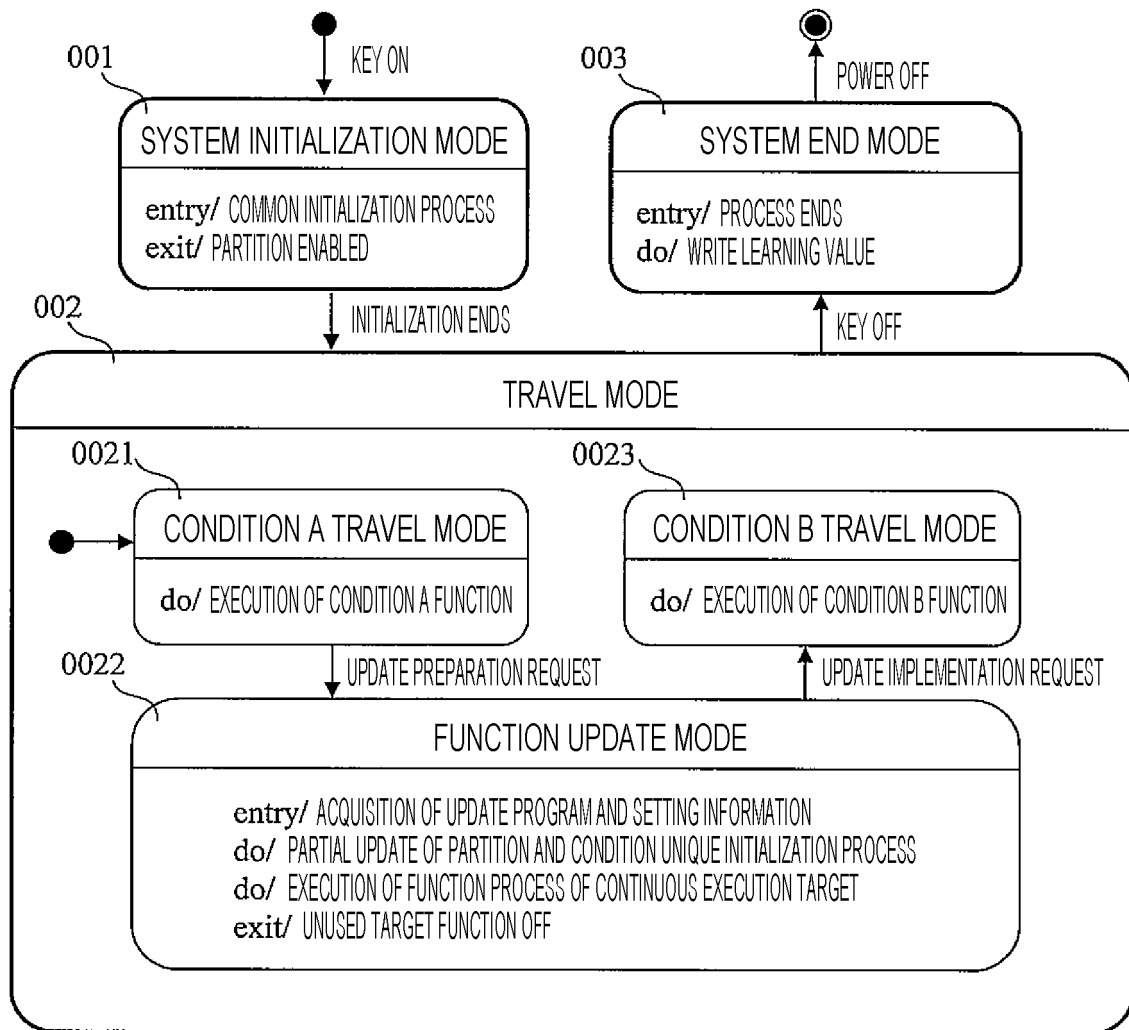 001
KEY ON
SYSTEM INITIALIZATION MODE
entry/ COMMON INITIALIZATION PROCESS
exit/ PARTITION ENABLED
INITIALIZATION ENDS
003
POWER OFF
SYSTEM END MODE
entry/ PROCESS ENDS
do/ WRITE LEARNING VALUE
KEY OFF
002
TRAVEL MODE
0021
CONDITION A TRAVEL MODE
do/ EXECUTION OF CONDITION A FUNCTION
UPDATE PREPARATION REQUEST
0023
CONDITION B TRAVEL MODE
do/ EXECUTION OF CONDITION B FUNCTION
UPDATE IMPLEMENTATION REQUEST
0022
FUNCTION UPDATE MODE
entry/ ACQUISITION OF UPDATE PROGRAM AND SETTING INFORMATION
do/ PARTIAL UPDATE OF PARTITION AND CONDITION UNIQUE INITIALIZATION PROCESS
do/ EXECUTION OF FUNCTION PROCESS OF CONTINUOUS EXECUTION TARGET
exit/ UNUSED TARGET FUNCTION OFF